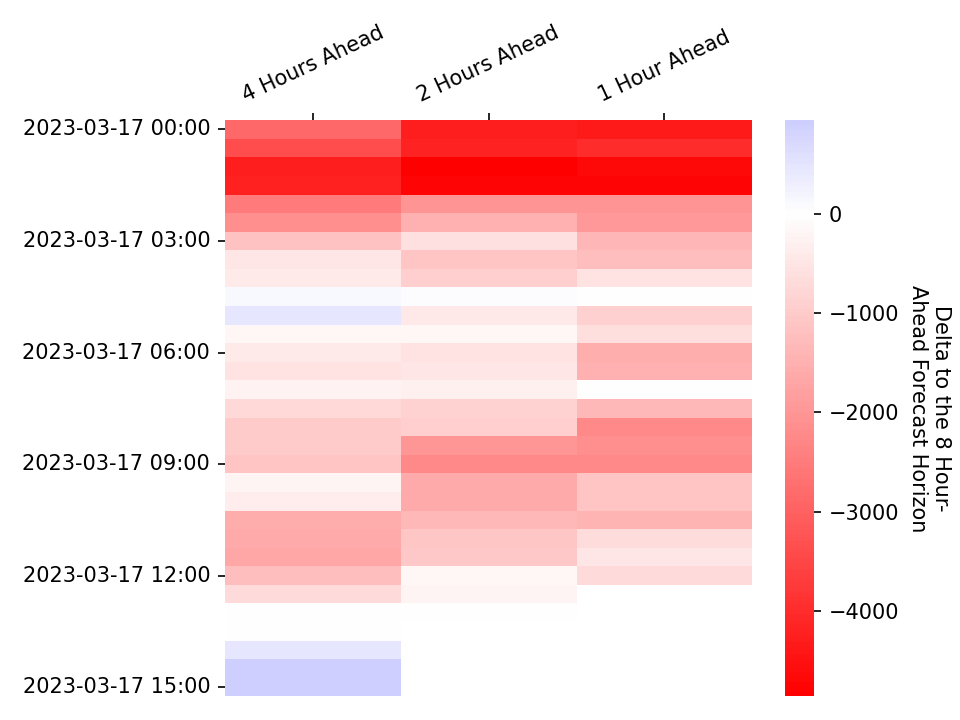 4 Hours Ahead
2 Hours Ahead
1 Hour Ahead
2023-03-17 00:00
2023-03-17 03:00
2023-03-17 06:00
2023-03-17 09:00
2023-03-17 12:00
2023-03-17 15:00
0
−1000
−2000
−3000
−4000
Delta to the 8 Hour-
Ahead Forecast Horizon